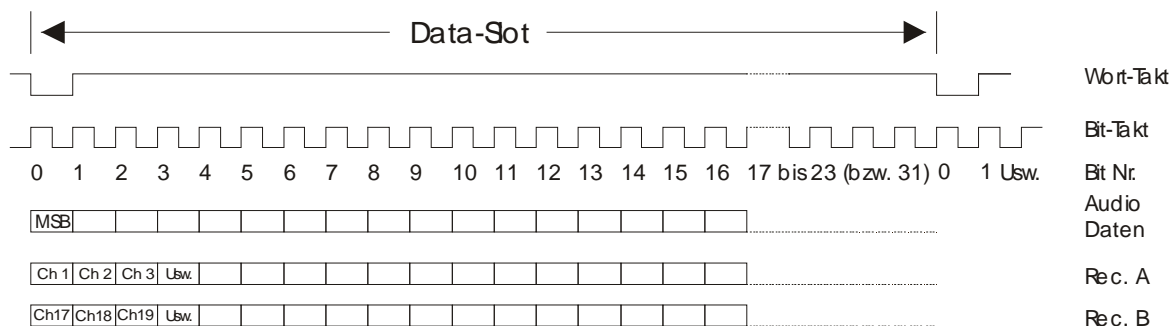 Data-Slot
Wort-Takt
Bit-Takt
0 1 2 3 4 5 6 7 8 9 10 11 12 13 14 15 16 17 bis 23 (bzw. 31) 0 1 Usw. Bit Nr.
MSB Audio Daten
Ch 1 Ch 2 Ch 3 Usw. Rec. A
Ch17 Ch18 Ch19 Usw. Rec. B